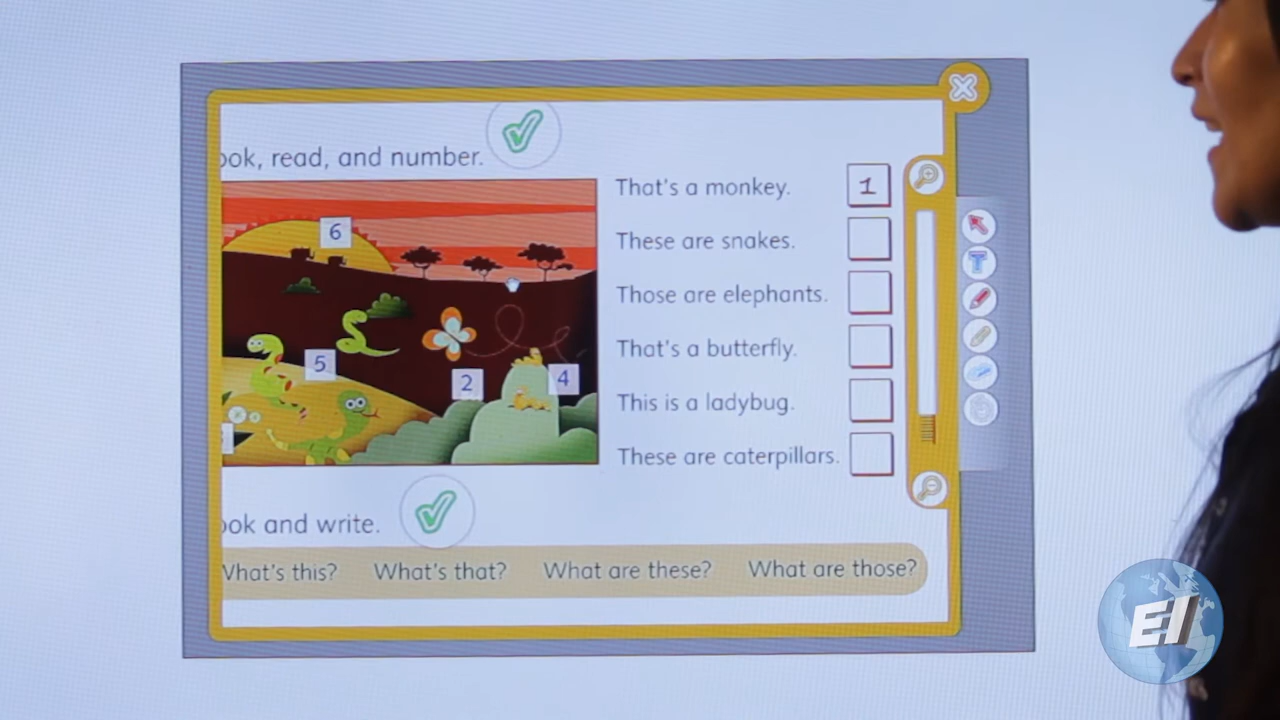 ook, read, and number.
6
5
2
4
That's a monkey. 1
These are snakes.
Those are elephants.
That's a butterfly.
This is a ladybug.
These are caterpillars.
T
ook and write.
What's this? What's that? What are these? What are those?
EI